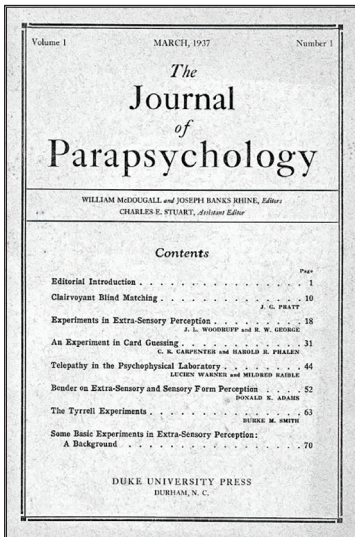 Volume 1 MARCH, 1937 Number 1
The
Journal
of
Parapsychology
WILLIAM McDOUGALL and JOSEPH BANKS RHINE, Editors
CHARLES E. STUART, Assistant Editor
Contents
Page
Editorial Introduction . . . . . . . . . . . . . . . 1
Clairvoyant Blind Matching . . . . . . . . . . . . 10
J. G. PRATT
Experiments in Extra-Sensory Perception . . . . . . . 18
J. L. WOODRUFF and R. W. GEORGE
An Experiment in Card Guessing . . . . . . . . . . 31
C. R. CARPENTER and HAROLD R. PHALEN
Telepathy in the Psychophysical Laboratory . . . . . . 44
LUCIEN WARNER and MILDRED RAIBLE
Bender on Extra-Sensory and Sensory Form Perception . . . . 52
DONALD K. ADAMS
The Tyrrell Experiments . . . . . . . . . . . . . 63
BURKE M. SMITH
Some Basic Experiments in Extra-Sensory Perception:
A Background . . . . . . . . . . . . . . . 70
DUKE UNIVERSITY PRESS
DURHAM, N. C.